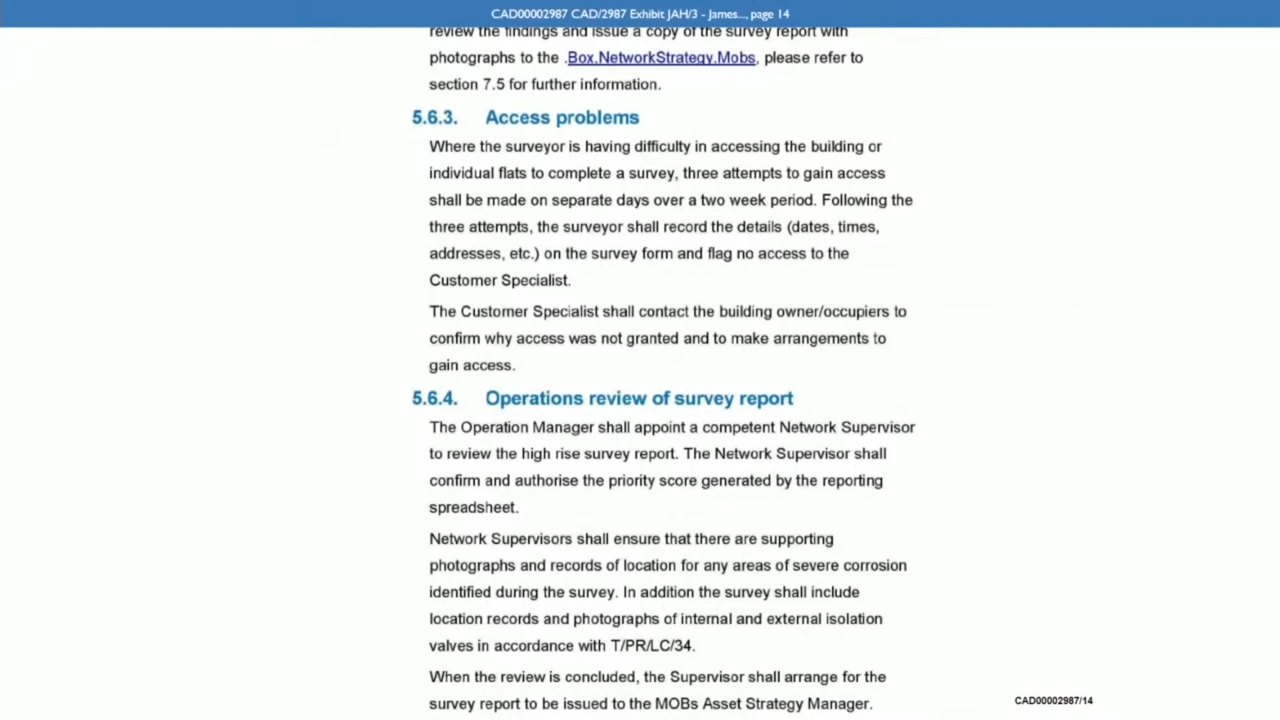 CAD00002987 CAD/2987 Exhibit JAH/3 - James..., page 14
review the findings and issue a copy of the survey report with
photographs to the .Box.NetworkStrategy.Mobs, please refer to
section 7.5 for further information.
5.6.3. Access problems
Where the surveyor is having difficulty in accessing the building or
individual flats to complete a survey, three attempts to gain access
shall be made on separate days over a two week period. Following the
three attempts, the surveyor shall record the details (dates, times,
addresses, etc.) on the survey form and flag no access to the
Customer Specialist.
The Customer Specialist shall contact the building owner/occupiers to
confirm why access was not granted and to make arrangements to
gain access.
5.6.4. Operations review of survey report
The Operation Manager shall appoint a competent Network Supervisor
to review the high rise survey report. The Network Supervisor shall
confirm and authorise the priority score generated by the reporting
spreadsheet.
Network Supervisors shall ensure that there are supporting
photographs and records of location for any areas of severe corrosion
identified during the survey. In addition the survey shall include
location records and photographs of internal and external isolation
valves in accordance with T/PR/LC/34.
When the review is concluded, the Supervisor shall arrange for the
survey report to be issued to the MOBs Asset Strategy Manager.
CAD00002987/14